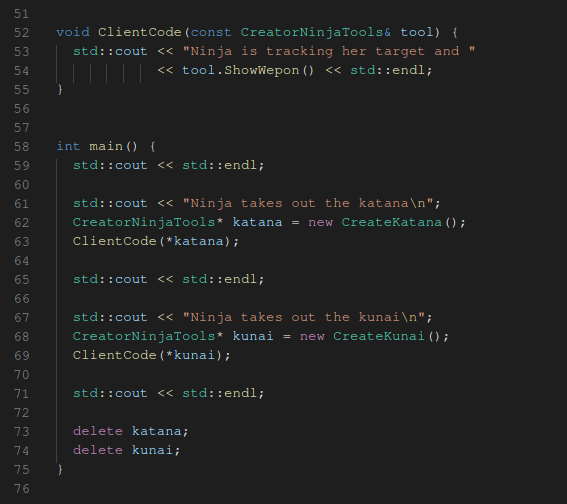 51
52 void ClientCode(const CreatorNinjaTools& tool) {
53   std::cout << "Ninja is tracking her target and "
54             << tool.ShowWepon() << std::endl;
55 }
56
57
58 int main() {
59   std::cout << std::endl;
60
61   std::cout << "Ninja takes out the katana\n";
62   CreatorNinjaTools* katana = new CreateKatana();
63   ClientCode(*katana);
64
65   std::cout << std::endl;
66
67   std::cout << "Ninja takes out the kunai\n";
68   CreatorNinjaTools* kunai = new CreateKunai();
69   ClientCode(*kunai);
70
71   std::cout << std::endl;
72
73   delete katana;
74   delete kunai;
75 }
76